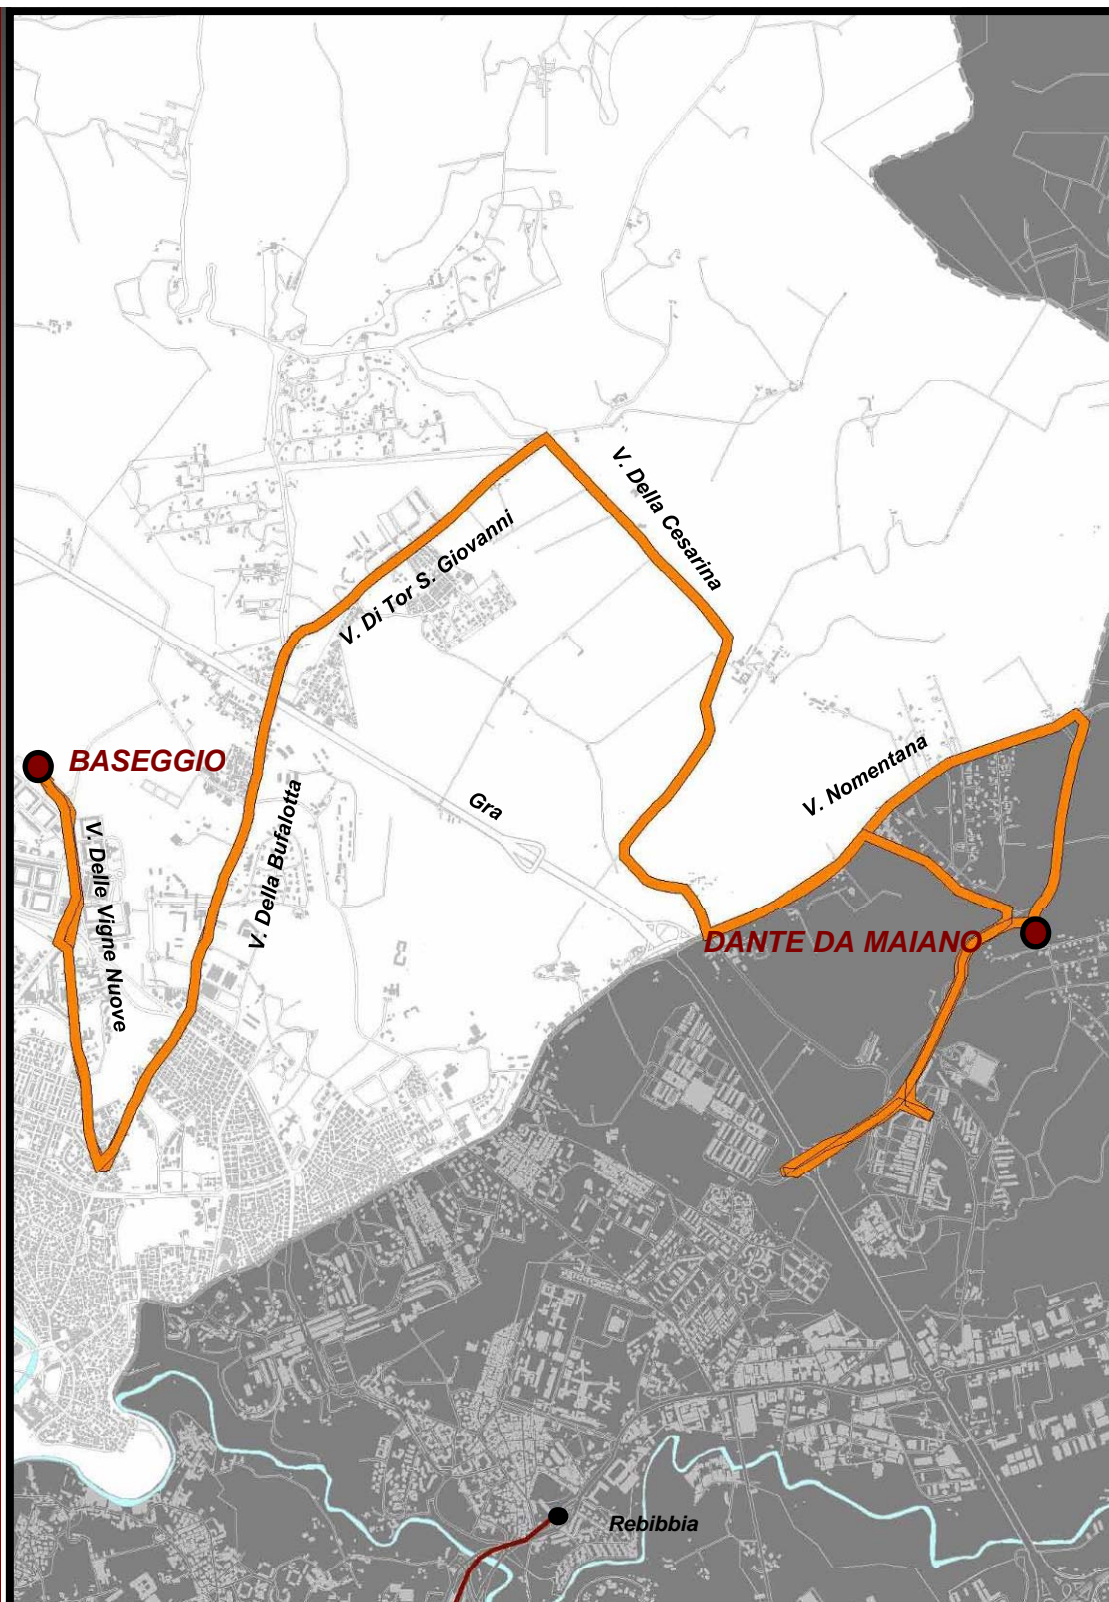 V. Della Cesarina
V. Di Tor S. Giovanni
BASEGGIO
V. Nomentana
Gra
V. Della Bufalotta
V. Delle Vigne Nuove
DANTE DA MAIANO
Rebibbia